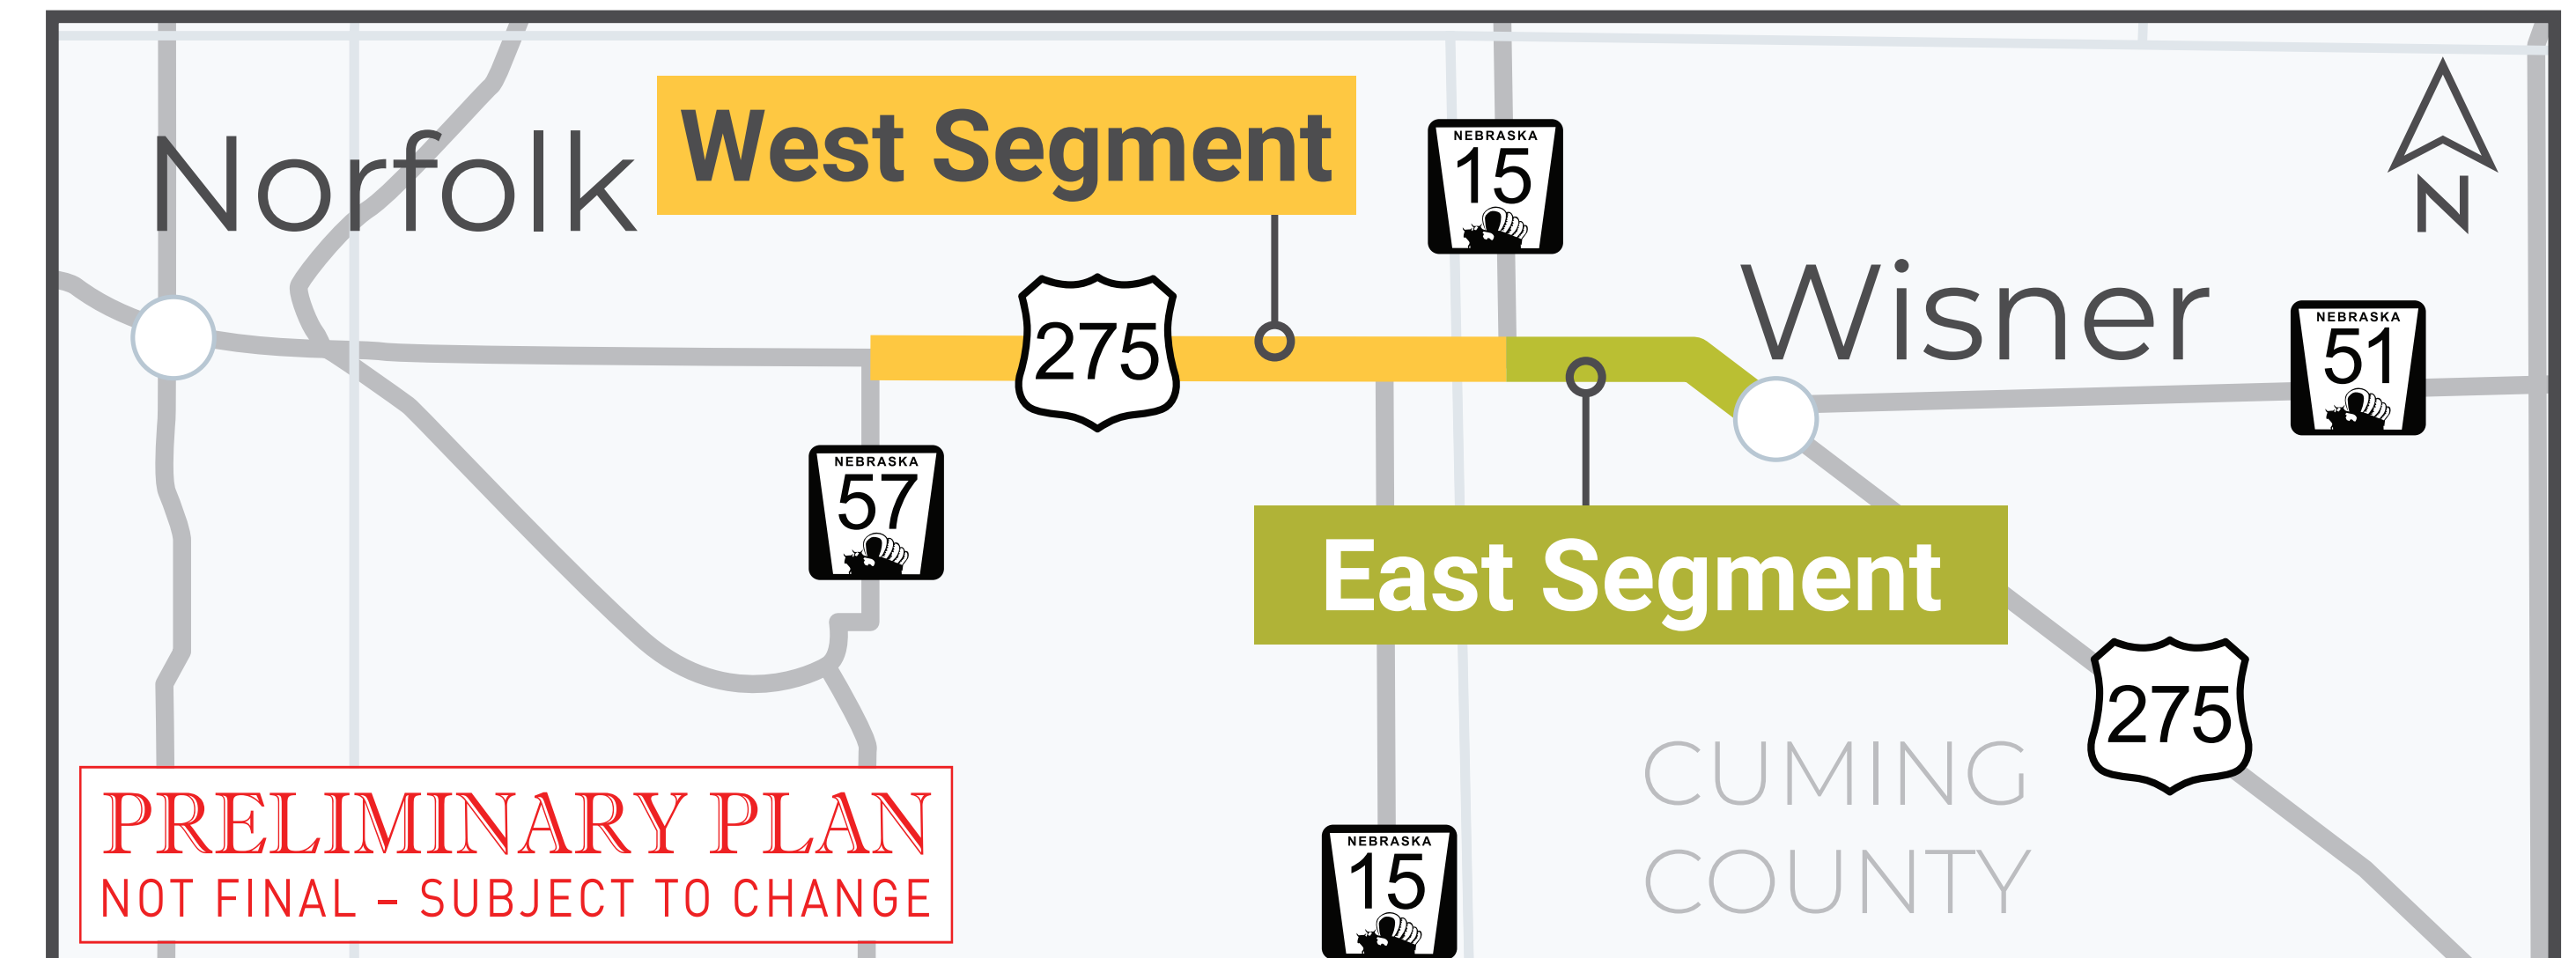 West Segment
NEBRASKA
15
Norfolk
N
Wisner
275
NEBRASKA
51
NEBRASKA
57
East Segment
275
CUMING
COUNTY
PRELIMINARY PLAN
NOT FINAL – SUBJECT TO CHANGE
NEBRASKA
15